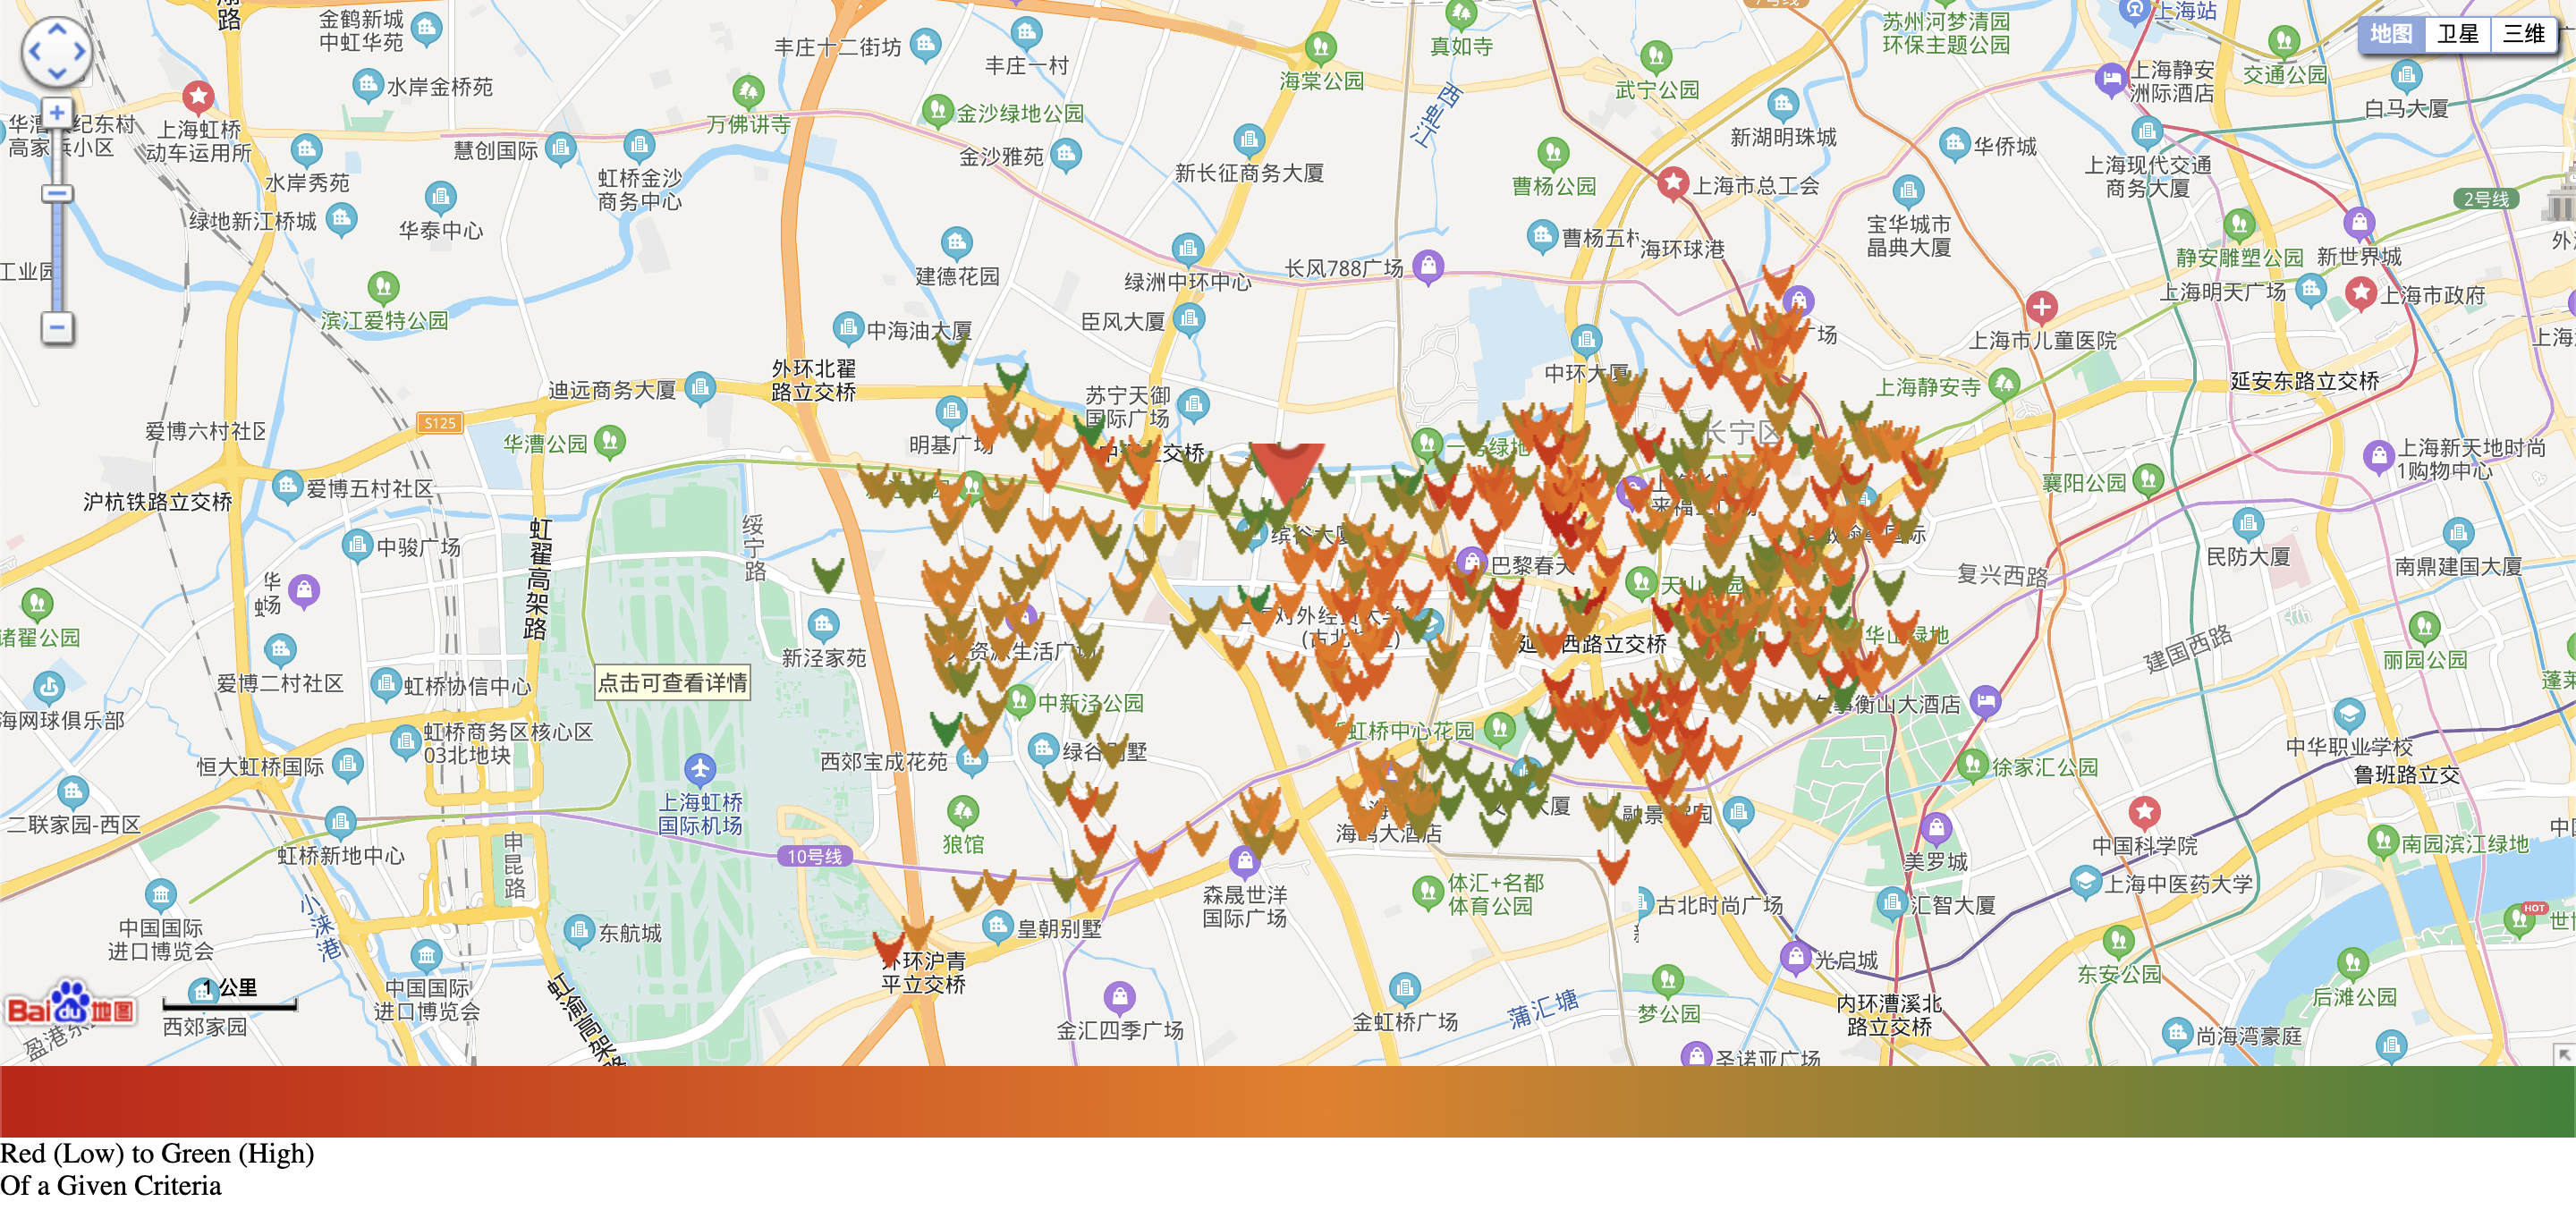 翔路
金鹤新城
中虹华苑
丰庄十二街坊
丰庄一村
海棠公园
真如寺
武宁公园
苏州河梦清园
环保主题公园
上海站
交通公园
地图
卫星
三维
水岸金桥苑
上海虹桥
动车运用所
万佛讲寺
金沙绿地公园
西虬江
新湖明珠城
上海静安
洲际酒店
白马大厦
水岸秀苑
慧创国际
虹桥金沙
商务中心
金沙雅苑
新长征商务大厦
曹杨公园
上海市总工会
华侨城
上海现代交通
商务大厦
2号线
绿地新江桥城
华泰中心
建德花园
绿洲中环中心
长风788广场
海环球港
宝华城市
晶典大厦
静安雕塑公园
新世界城
滨江爱特公园
中海油大厦
臣风大厦
中环大厦
上海市儿童医院
上海明天广场
上海市政府
外环北翟
路立交桥
迪远商务大厦
苏宁天御
国际广场
上海静安寺
延安东路立交桥
S125
爱博六村社区
华漕公园
明基广场
长宁区
上海新天地时尚
1购物中心
沪杭铁路立交桥
爱博五村社区
襄阳公园
虹翟高架路
绥宁路
中骏广场
缤谷大厦
巴黎春天
民防大厦
南鼎建国大厦
诸翟公园
复兴西路
新泾家苑
爱博二村社区
虹桥协信中心
点击可查看详情
建国西路
丽园公园
海网球俱乐部
中新泾公园
虹桥中心花园
衡山大酒店
虹桥商务区核心区
03北地块
恒大虹桥国际
西郊宝成花苑
徐家汇公园
中华职业学校
鲁班路立交
二联家园-西区
上海虹桥
国际机场
狼馆
虹桥新地中心
申昆路
10号线
美罗城
中国科学院
南园滨江绿地
中国国际
进口博览会
小涞港
东航城
皇朝别墅
森晟世洋
国际广场
体汇+名都
体育公园
古北时尚广场
汇智大厦
上海中医药大学
HOT
外环沪青
平立交桥
光启城
东安公园
后滩公园
Bai du 地图
1 公里
西郊家园
中国国际
进口博览会
虹渝高架路
金汇四季广场
金虹桥广场
蒲汇塘
梦公园
内环漕溪北
路立交桥
尚海湾豪庭
盈港东
圣诺亚广场
Red (Low) to Green (High)
Of a Given Criteria